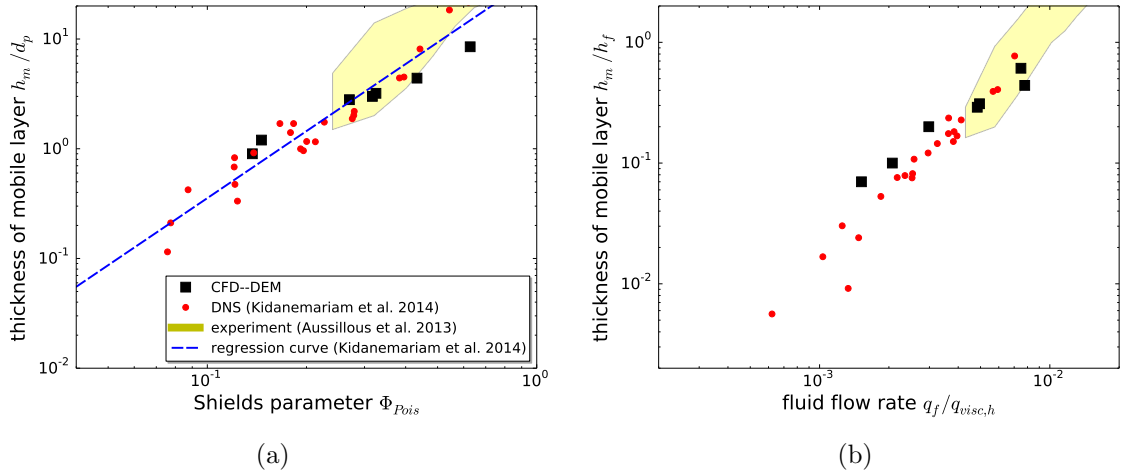 10^1
10^0
10^-1
10^-2
thickness of mobile layer h_m/d_p
CFD--DEM
DNS (Kidanemariam et al. 2014)
experiment (Aussillous et al. 2013)
regression curve (Kidanemariam et al. 2014)
10^-1
10^0
Shields parameter Φ_Pois
(a)
10^0
10^-1
10^-2
thickness of mobile layer h_m/h_f
10^-3
10^-2
fluid flow rate q_f/q_visc,h
(b)